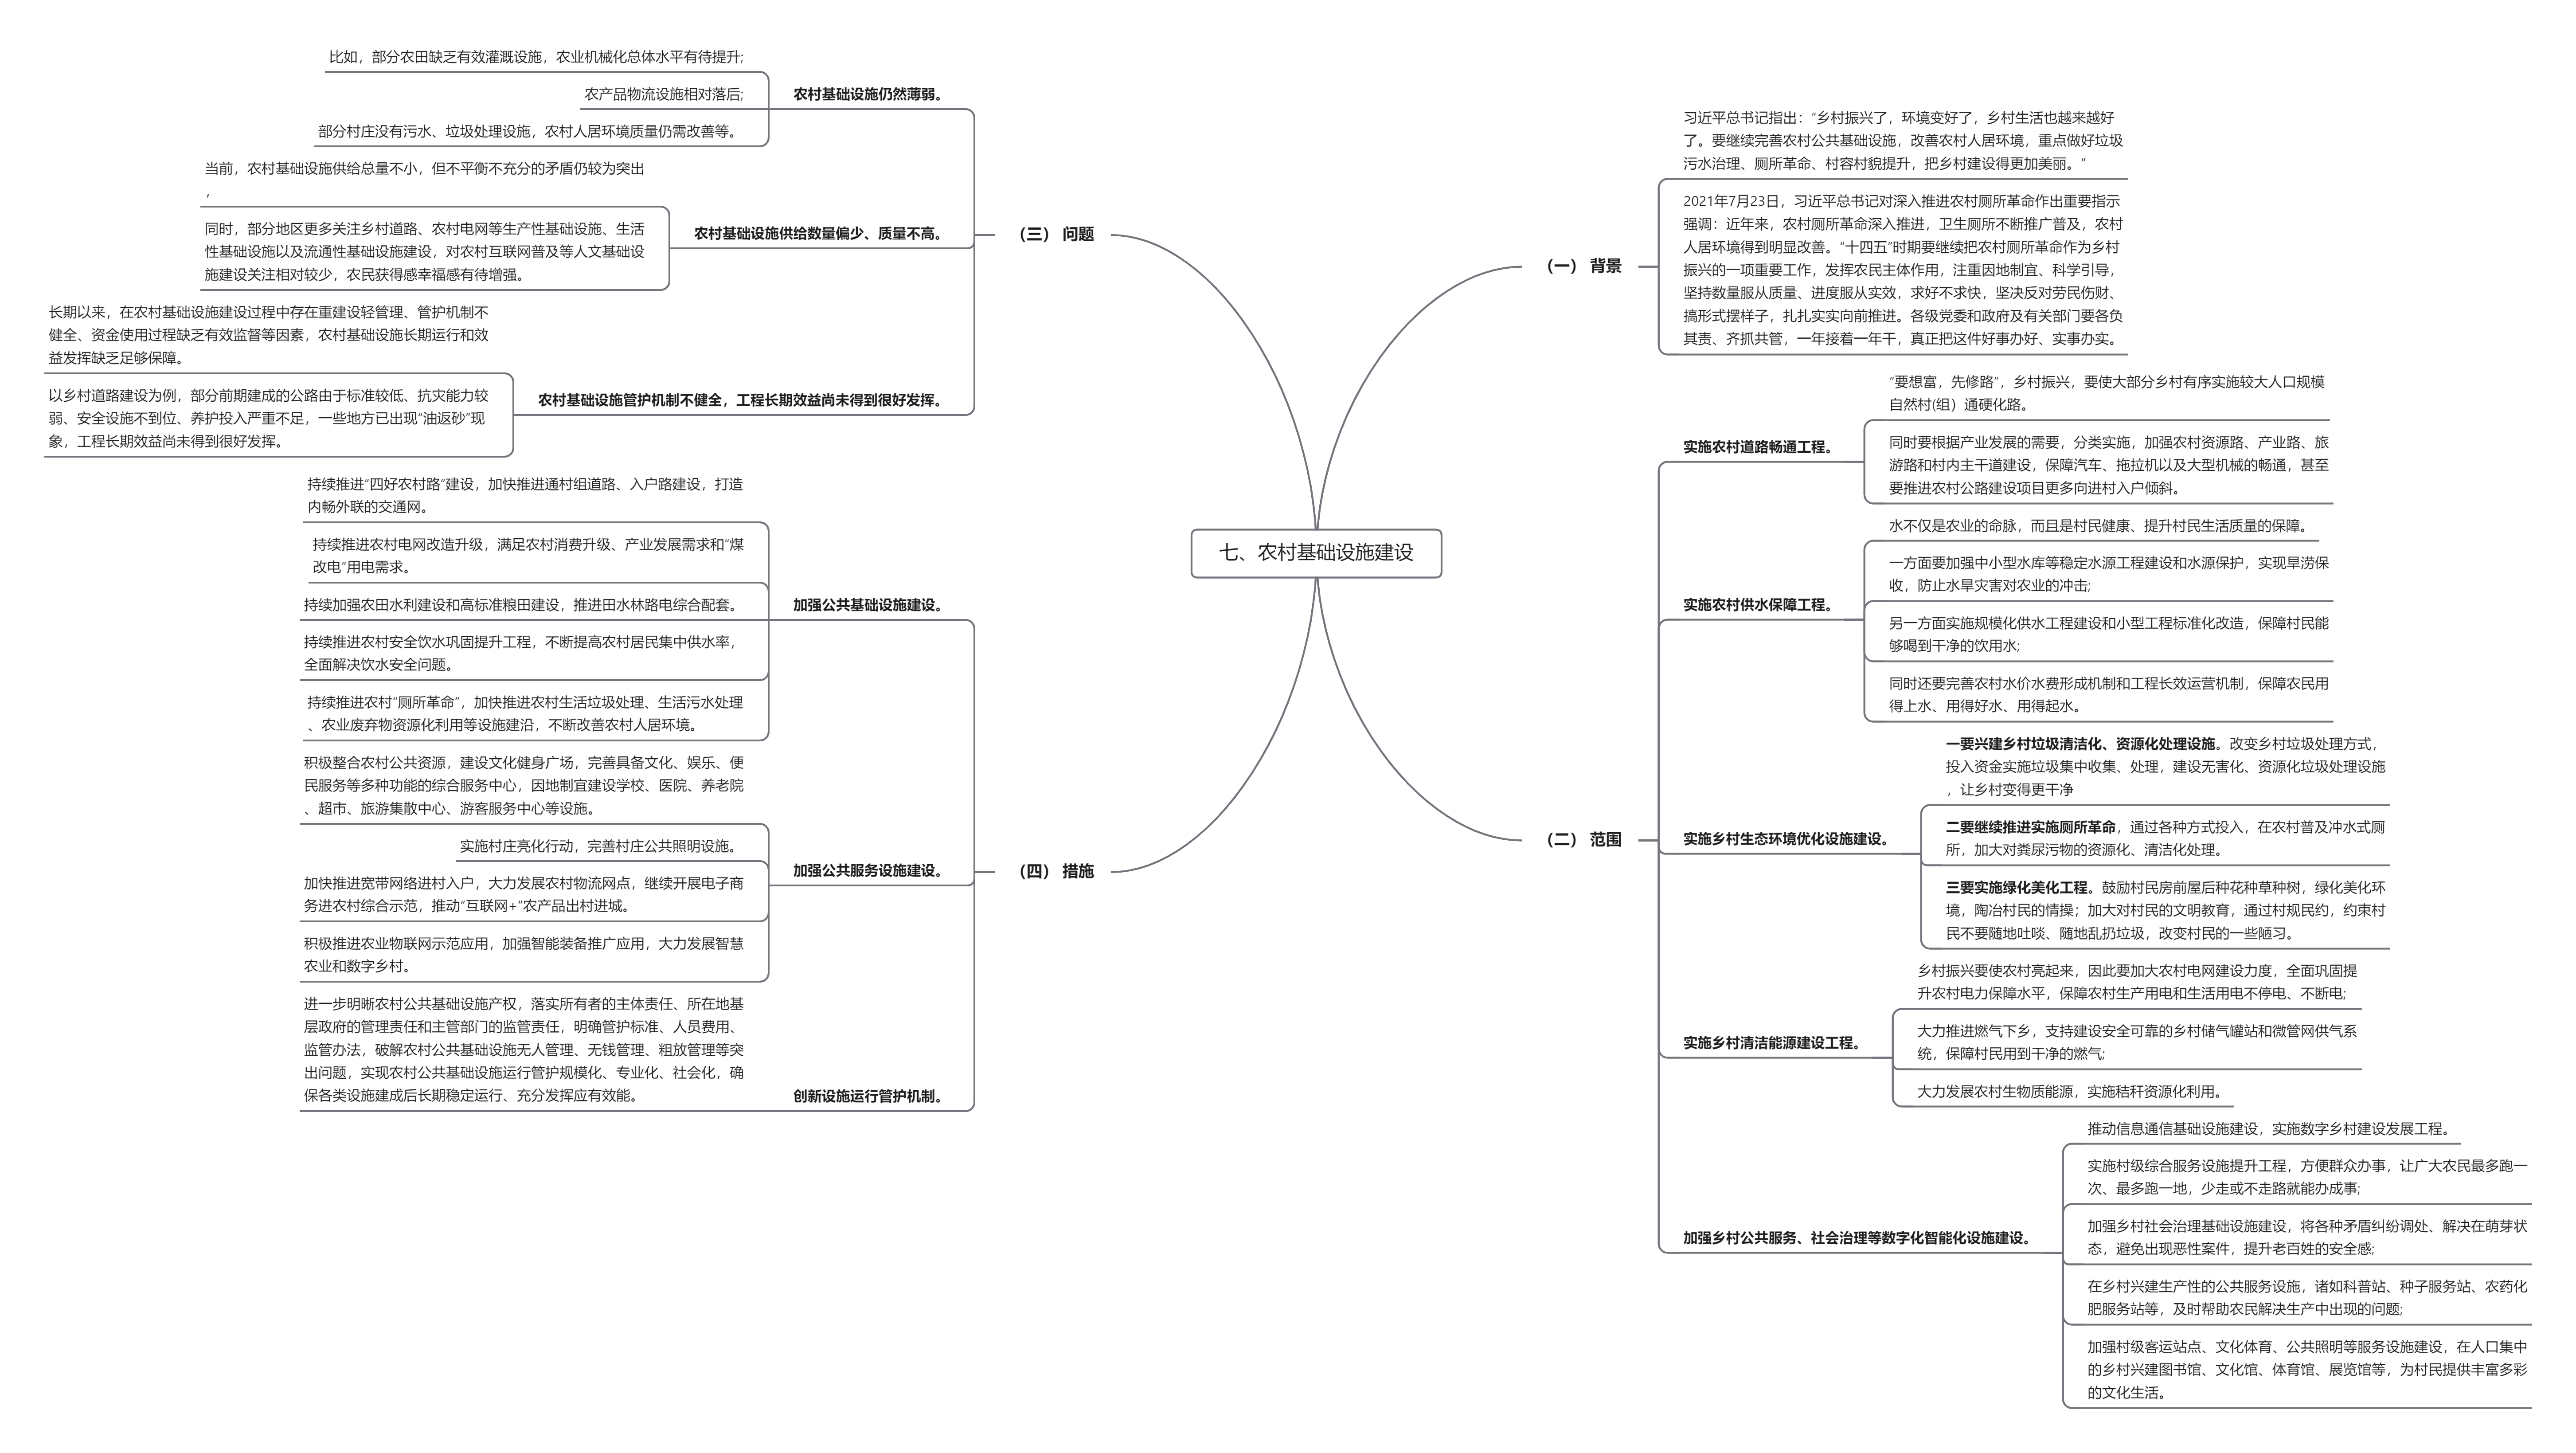 七、农村基础设施建设
（一） 背景
习近平总书记指出：“乡村振兴了，环境变好了，乡村生活也越来越好
了。要继续完善农村公共基础设施，改善农村人居环境，重点做好垃圾
污水治理、厕所革命、村容村貌提升，把乡村建设得更加美丽。”
2021年7月23日，习近平总书记对深入推进农村厕所革命作出重要指示
强调：近年来，农村厕所革命深入推进，卫生厕所不断推广普及，农村
人居环境得到明显改善。“十四五”时期要继续把农村厕所革命作为乡村
振兴的一项重要工作，发挥农民主体作用，注重因地制宜、科学引导，
坚持数量服从质量、进度服从实效，求好不求快，坚决反对劳民伤财、
搞形式摆样子，扎扎实实向前推进。各级党委和政府及有关部门要各负
其责、齐抓共管，一年接着一年干，真正把这件好事办好、实事办实。
（二） 范围
实施农村道路畅通工程。
“要想富，先修路”，乡村振兴，要使大部分乡村有序实施较大人口规模
自然村(组）通硬化路。
同时要根据产业发展的需要，分类实施，加强农村资源路、产业路、旅
游路和村内主干道建设，保障汽车、拖拉机以及大型机械的畅通，甚至
要推进农村公路建设项目更多向进村入户倾斜。
实施农村供水保障工程。
水不仅是农业的命脉，而且是村民健康、提升村民生活质量的保障。
一方面要加强中小型水库等稳定水源工程建设和水源保护，实现旱涝保
收，防止水旱灾害对农业的冲击;
另一方面实施规模化供水工程建设和小型工程标准化改造，保障村民能
够喝到干净的饮用水;
同时还要完善农村水价水费形成机制和工程长效运营机制，保障农民用
得上水、用得好水、用得起水。
实施乡村生态环境优化设施建设。
一要兴建乡村垃圾清洁化、资源化处理设施。改变乡村垃圾处理方式，
投入资金实施垃圾集中收集、处理，建设无害化、资源化垃圾处理设施
，让乡村变得更干净
二要继续推进实施厕所革命，通过各种方式投入，在农村普及冲水式厕
所，加大对粪尿污物的资源化、清洁化处理。
三要实施绿化美化工程。鼓励村民房前屋后种花种草种树，绿化美化环
境，陶冶村民的情操；加大对村民的文明教育，通过村规民约，约束村
民不要随地吐啖、随地乱扔垃圾，改变村民的一些陋习。
实施乡村清洁能源建设工程。
乡村振兴要使农村亮起来，因此要加大农村电网建设力度，全面巩固提
升农村电力保障水平，保障农村生产用电和生活用电不停电、不断电;
大力推进燃气下乡，支持建设安全可靠的乡村储气罐站和微管网供气系
统，保障村民用到干净的燃气;
大力发展农村生物质能源，实施秸秆资源化利用。
加强乡村公共服务、社会治理等数字化智能化设施建设。
推动信息通信基础设施建设，实施数字乡村建设发展工程。
实施村级综合服务设施提升工程，方便群众办事，让广大农民最多跑一
次、最多跑一地，少走或不走路就能办成事;
加强乡村社会治理基础设施建设，将各种矛盾纠纷调处、解决在萌芽状
态，避免出现恶性案件，提升老百姓的安全感;
在乡村兴建生产性的公共服务设施，诸如科普站、种子服务站、农药化
肥服务站等，及时帮助农民解决生产中出现的问题;
加强村级客运站点、文化体育、公共照明等服务设施建设，在人口集中
的乡村兴建图书馆、文化馆、体育馆、展览馆等，为村民提供丰富多彩
的文化生活。
（三） 问题
农村基础设施仍然薄弱。
比如，部分农田缺乏有效灌溉设施，农业机械化总体水平有待提升;
农产品物流设施相对落后;
部分村庄没有污水、垃圾处理设施，农村人居环境质量仍需改善等。
农村基础设施供给数量偏少、质量不高。
当前，农村基础设施供给总量不小，但不平衡不充分的矛盾仍较为突出
，
同时，部分地区更多关注乡村道路、农村电网等生产性基础设施、生活
性基础设施以及流通性基础设施建设，对农村互联网普及等人文基础设
施建设关注相对较少，农民获得感幸福感有待增强。
农村基础设施管护机制不健全，工程长期效益尚未得到很好发挥。
长期以来，在农村基础设施建设过程中存在重建设轻管理、管护机制不
健全、资金使用过程缺乏有效监督等因素，农村基础设施长期运行和效
益发挥缺乏足够保障。
以乡村道路建设为例，部分前期建成的公路由于标准较低、抗灾能力较
弱、安全设施不到位、养护投入严重不足，一些地方已出现“油返砂”现
象，工程长期效益尚未得到很好发挥。
（四） 措施
加强公共基础设施建设。
持续推进“四好农村路”建设，加快推进通村组道路、入户路建设，打造
内畅外联的交通网。
持续推进农村电网改造升级，满足农村消费升级、产业发展需求和“煤
改电”用电需求。
持续加强农田水利建设和高标准粮田建设，推进田水林路电综合配套。
持续推进农村安全饮水巩固提升工程，不断提高农村居民集中供水率，
全面解决饮水安全问题。
持续推进农村“厕所革命”，加快推进农村生活垃圾处理、生活污水处理
、农业废弃物资源化利用等设施建沿，不断改善农村人居环境。
加强公共服务设施建设。
积极整合农村公共资源，建设文化健身广场，完善具备文化、娱乐、便
民服务等多种功能的综合服务中心，因地制宜建设学校、医院、养老院
、超市、旅游集散中心、游客服务中心等设施。
实施村庄亮化行动，完善村庄公共照明设施。
加快推进宽带网络进村入户，大力发展农村物流网点，继续开展电子商
务进农村综合示范，推动“互联网+”农产品出村进城。
积极推进农业物联网示范应用，加强智能装备推广应用，大力发展智慧
农业和数字乡村。
创新设施运行管护机制。
进一步明晰农村公共基础设施产权，落实所有者的主体责任、所在地基
层政府的管理责任和主管部门的监管责任，明确管护标准、人员费用、
监管办法，破解农村公共基础设施无人管理、无钱管理、粗放管理等突
出问题，实现农村公共基础设施运行管护规模化、专业化、社会化，确
保各类设施建成后长期稳定运行、充分发挥应有效能。